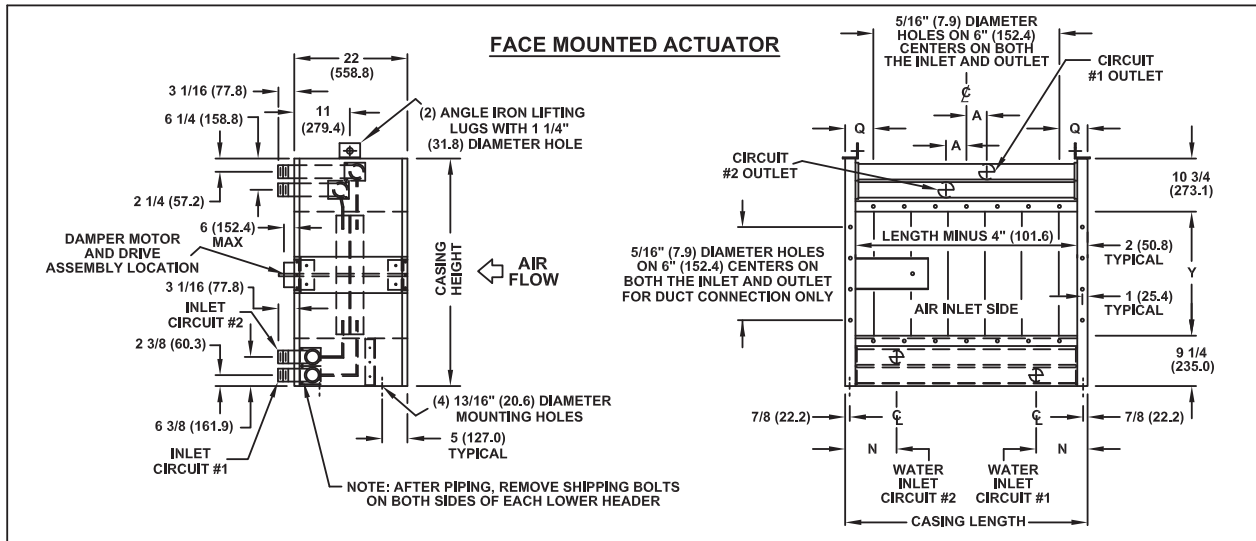 FACE MOUNTED ACTUATOR
22
(558.8)
3 1/16 (77.8)
11
(279.4)
6 1/4 (158.8)
(2) ANGLE IRON LIFTING
LUGS WITH 1 1/4"
(31.8) DIAMETER HOLE
2 1/4 (57.2)
6 (152.4)
MAX
DAMPER MOTOR
AND DRIVE
ASSEMBLY LOCATION
CASING
HEIGHT
AIR
FLOW
3 1/16 (77.8)
INLET
CIRCUIT #2
2 3/8 (60.3)
(4) 13/16" (20.6) DIAMETER
MOUNTING HOLES
6 3/8 (161.9)
5 (127.0)
TYPICAL
INLET
CIRCUIT #1
NOTE: AFTER PIPING, REMOVE SHIPPING BOLTS
ON BOTH SIDES OF EACH LOWER HEADER
5/16" (7.9) DIAMETER
HOLES ON 6" (152.4)
CENTERS ON BOTH
THE INLET AND OUTLET
CIRCUIT
#1 OUTLET
CL
A
Q
Q
A
CIRCUIT
#2 OUTLET
10 3/4
(273.1)
LENGTH MINUS 4" (101.6)
2 (50.8)
TYPICAL
5/16" (7.9) DIAMETER HOLES
ON 6" (152.4) CENTERS ON
BOTH THE INLET AND OUTLET
FOR DUCT CONNECTION ONLY
Y
AIR INLET SIDE
1 (25.4)
TYPICAL
9 1/4
(235.0)
7/8 (22.2)
CL
CL
7/8 (22.2)
N
N
WATER
INLET
CIRCUIT #2
WATER
INLET
CIRCUIT #1
CASING LENGTH